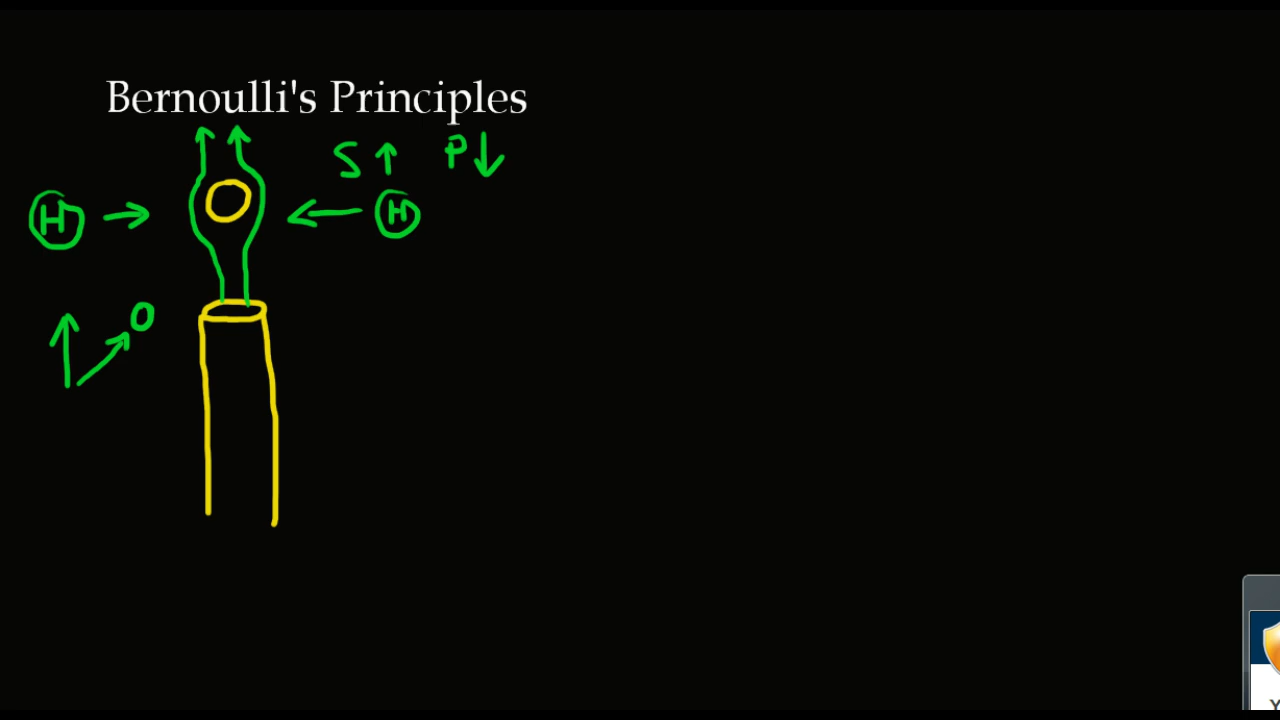 Bernoulli's Principles
S ↑ P ↓
H → ← H